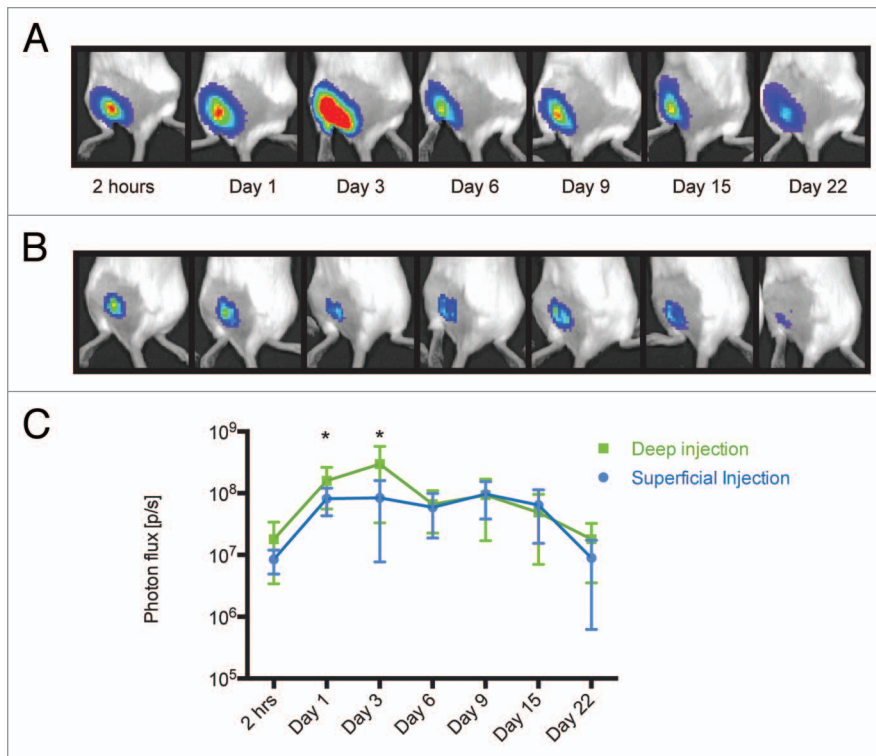 A
2 hours Day 1 Day 3 Day 6 Day 9 Day 15 Day 22
B
C
* *
Deep injection
Superficial Injection
Photon flux [p/s]
10⁹
10⁸
10⁷
10⁶
10⁵
2 hrs Day 1 Day 3 Day 6 Day 9 Day 15 Day 22